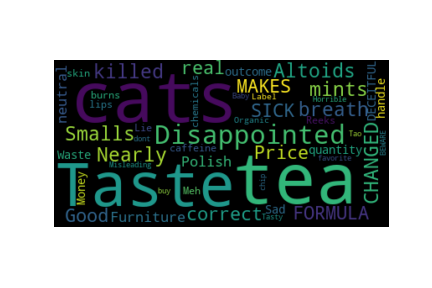 neutral
killed
real
outcome
Altoids
skin
burns
lips
cats
chemicals
Baby
MAKES
Label
mints
DECEITFUL
handle
SICK
breath
Horrible
Smalls
Lie
dont
Disappointed
Organic
Reeks
Tao
BEWARE
Nearly
caffeine
Price
quantity
CHANGED
Waste
Polish
Misleading
Favorite
Money
Taste
tea
Meh
buy
chip
Good
Furniture
correct
Sad
Tasty
FORMULA